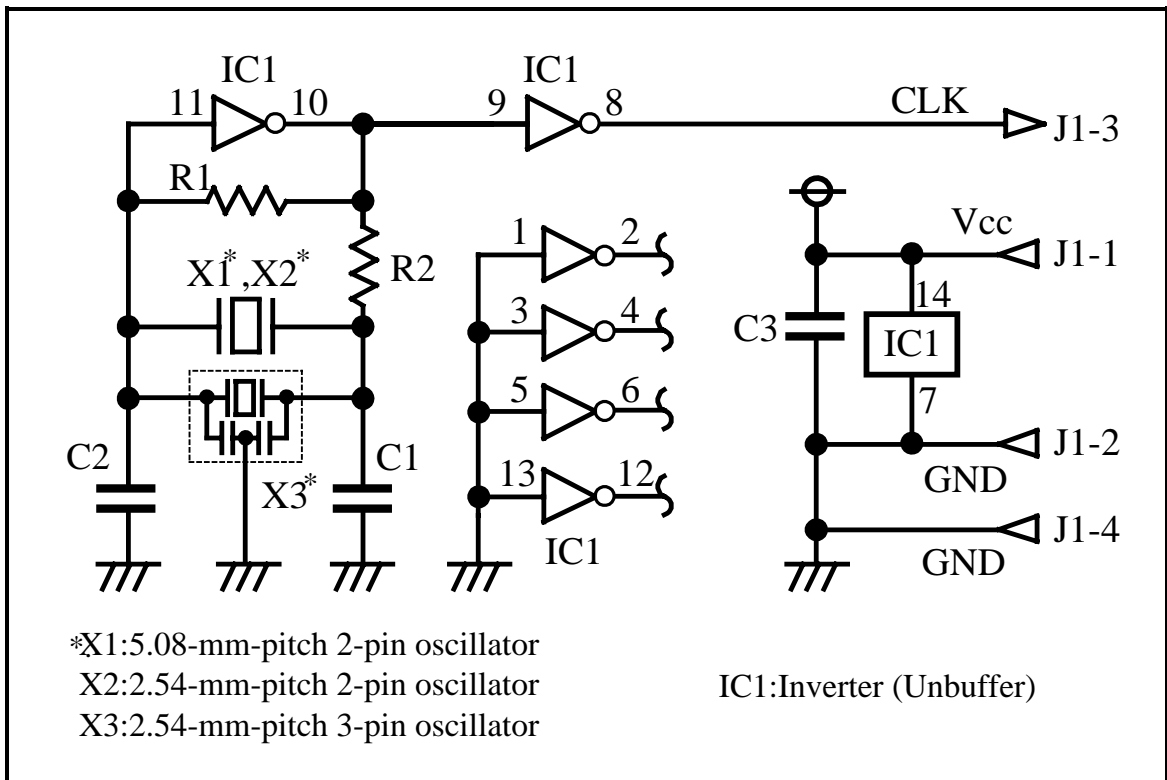 IC1 IC1
11 10 9 8 CLK J1-3
R1
X1*,X2* R2
1 2 Vcc J1-1
3 4 C3 14
IC1
5 6 7
C2 X3* C1
13 12 GND J1-2
IC1 GND J1-4
*X1:5.08-mm-pitch 2-pin oscillator
X2:2.54-mm-pitch 2-pin oscillator
X3:2.54-mm-pitch 3-pin oscillator
IC1:Inverter (Unbuffer)